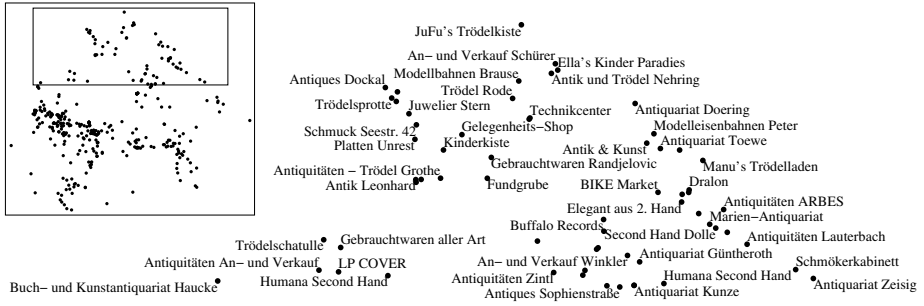 JuFu's Trödelkiste
An− und Verkauf Schürer
Ella's Kinder Paradies
Modellbahnen Brause
Antik und Trödel Nehring
Antiques Dockal
Trödel Rode
Trödelsprotte
Juwelier Stern
Technikcenter
Antiquariat Doering
Schmuck Seestr. 42
Gelegenheits−Shop
Modelleisenbahnen Peter
Platten Unrest
Kinderkiste
Antik & Kunst
Antiquariat Toewe
Gebrauchtwaren Randjelovic
Manu's Trödelladen
Antiquitäten − Trödel Grothe
Antik Leonhard
Fundgrube
BIKE Market
Dralon
Elegant aus 2. Hand
Antiquitäten ARBES
Marien−Antiquariat
Buffalo Records
Second Hand Dolle
Antiquitäten Lauterbach
Trödelschatulle
Gebrauchtwaren aller Art
Antiquariat Güntheroth
Antiquitäten An− und Verkauf
LP COVER
An− und Verkauf Winkler
Schmökerkabinett
Buch− und Kunstantiquariat Haucke
Humana Second Hand
Antiquitäten Zintl
Humana Second Hand
Antiquariat Zeisig
Antiques Sophienstraße
Antiquariat Kunze